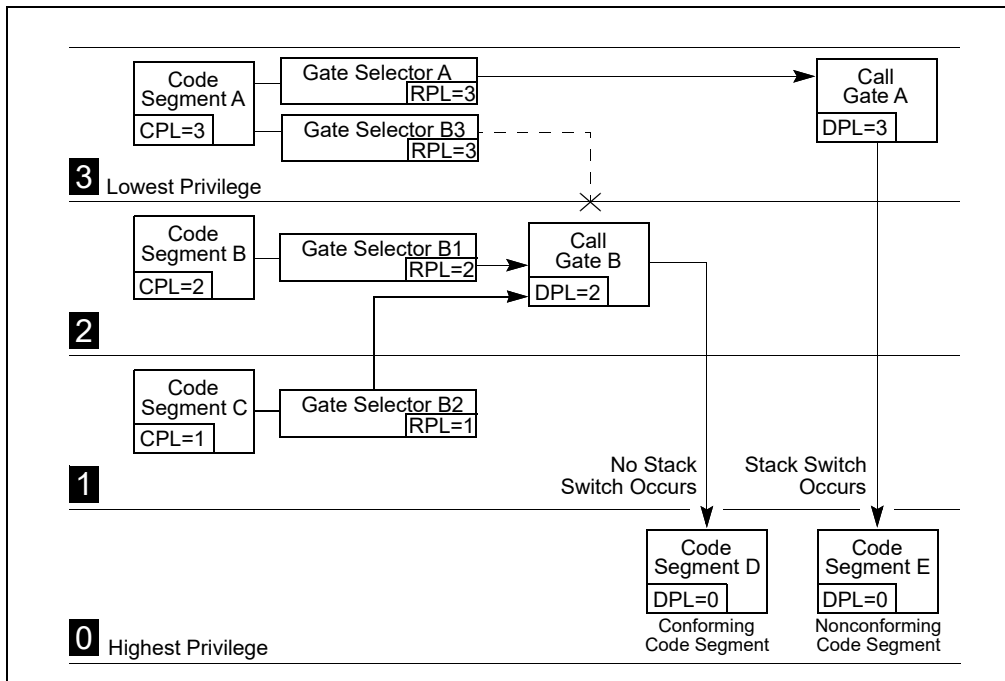 Code
Segment A
CPL=3
Gate Selector A
RPL=3
Gate Selector B3
RPL=3
Call
Gate A
DPL=3
3 Lowest Privilege
Code
Segment B
CPL=2
Gate Selector B1
RPL=2
Call
Gate B
DPL=2
2
Code
Segment C
CPL=1
Gate Selector B2
RPL=1
No Stack
Switch Occurs
Stack Switch
Occurs
1
Code
Segment D
DPL=0
Conforming
Code Segment
Code
Segment E
DPL=0
Nonconforming
Code Segment
0 Highest Privilege